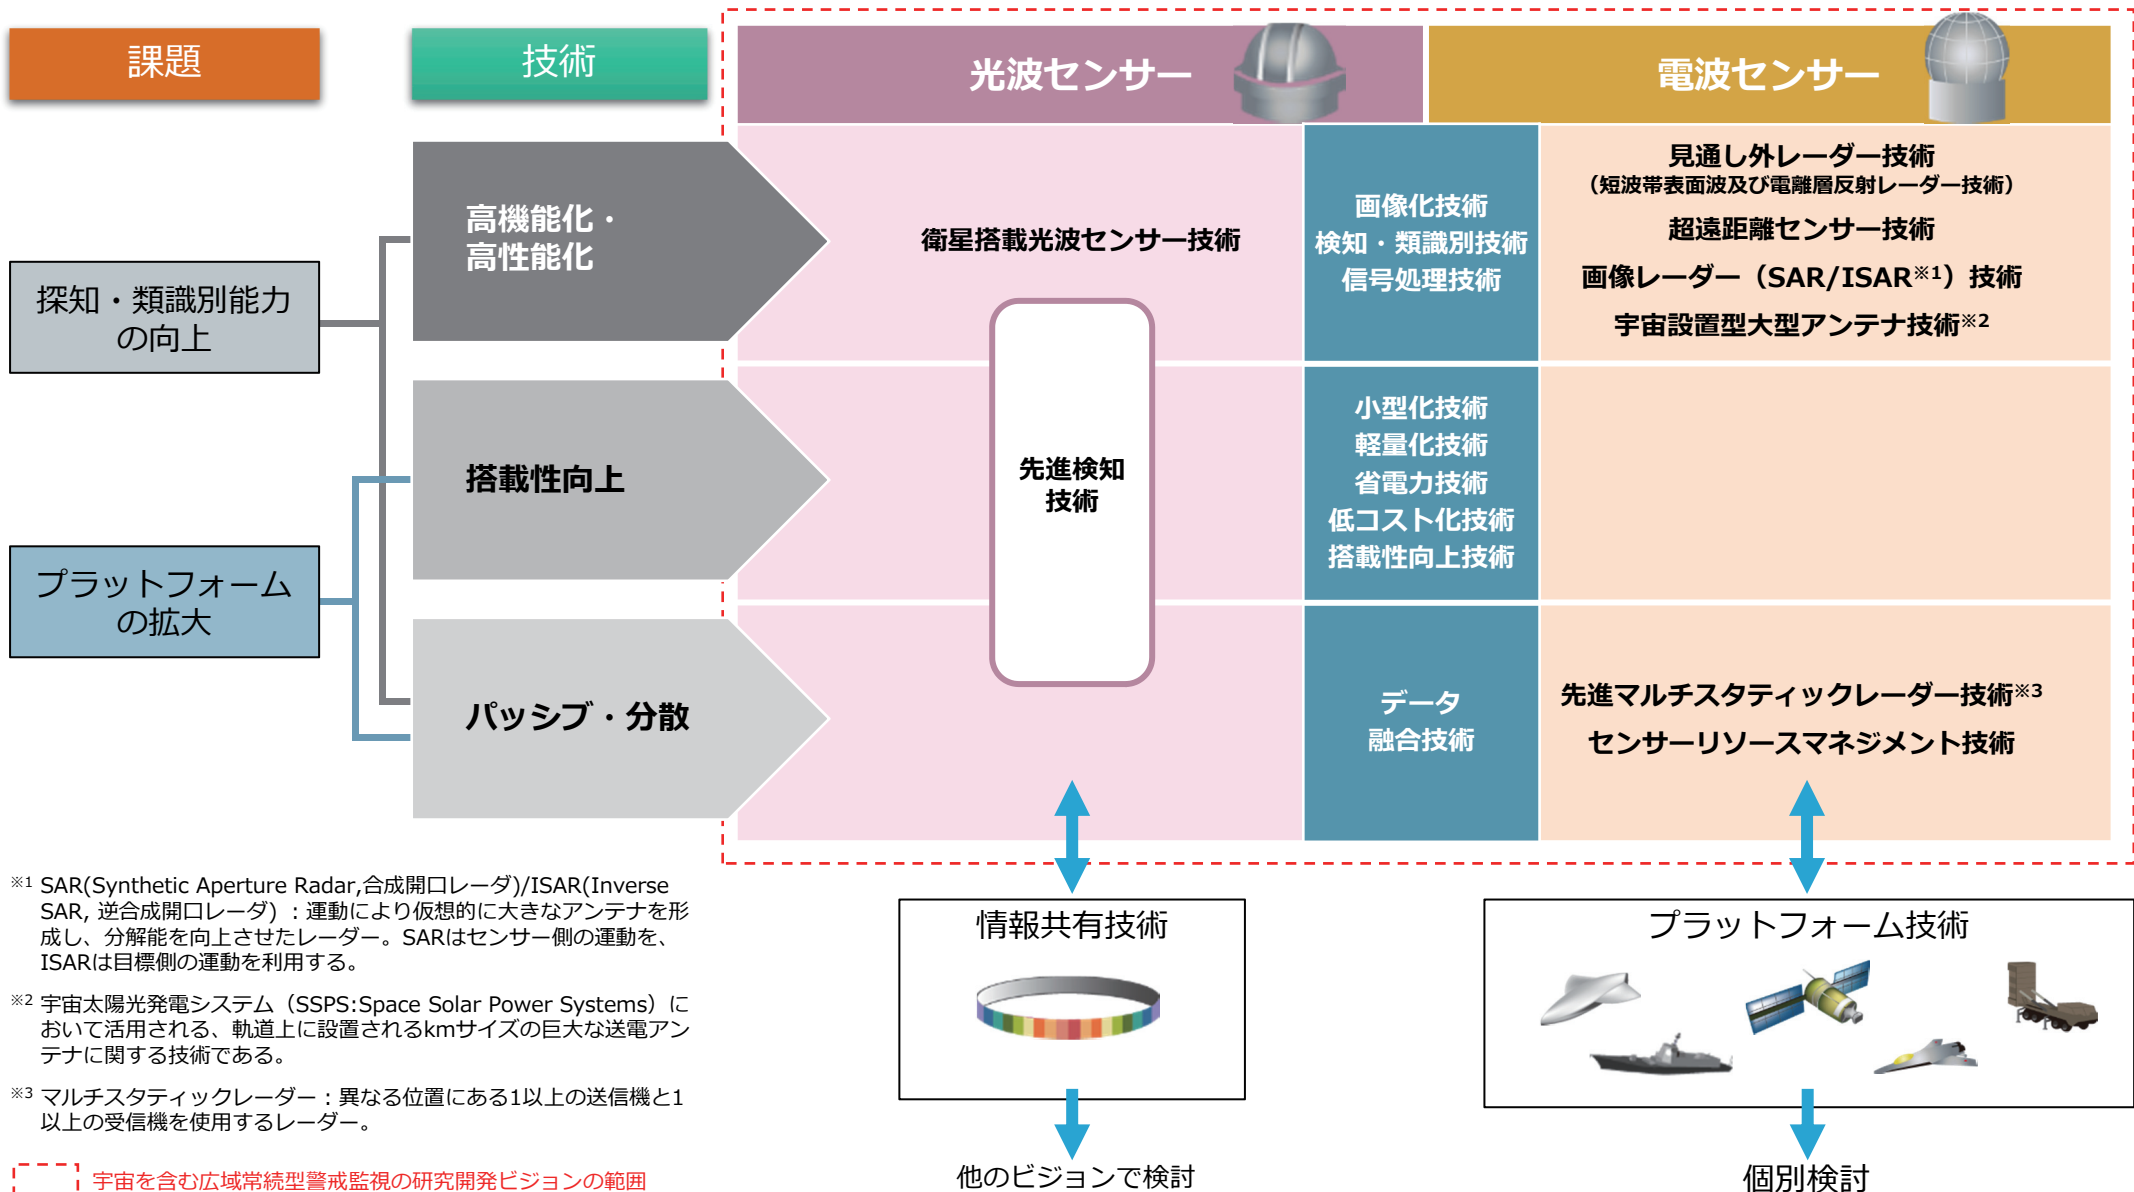 課題
技術
光波センサー
電波センサー
探知・類識別能力
の向上
プラットフォーム
の拡大
高機能化・
高性能化
衛星搭載光波センサー技術
画像化技術
検知・類識別技術
信号処理技術
見通し外レーダー技術
（短波帯表面波及び電離層反射レーダー技術）
超遠距離センサー技術
画像レーダー（SAR/ISAR※1）技術
宇宙設置型大型アンテナ技術※2
搭載性向上
先進検知
技術
小型化技術
軽量化技術
省電力技術
低コスト化技術
搭載性向上技術
パッシブ・分散
データ
融合技術
先進マルチスタティックレーダー技術※3
センサーリソースマネジメント技術
※1 SAR(Synthetic Aperture Radar,合成開口レーダ)/ISAR(Inverse
SAR, 逆合成開口レーダ)：運動により仮想的に大きなアンテナを形
成し、分解能を向上させたレーダー。SARはセンサー側の運動を、
ISARは目標側の運動を利用する。
※2 宇宙太陽光発電システム（SSPS:Space Solar Power Systems）に
おいて活用される、軌道上に設置されるkmサイズの巨大な送電アン
テナに関する技術である。
※3 マルチスタティックレーダー：異なる位置にある1以上の送信機と1
以上の受信機を使用するレーダー。
宇宙を含む広域常続型警戒監視の研究開発ビジョンの範囲
情報共有技術
他のビジョンで検討
プラットフォーム技術
個別検討